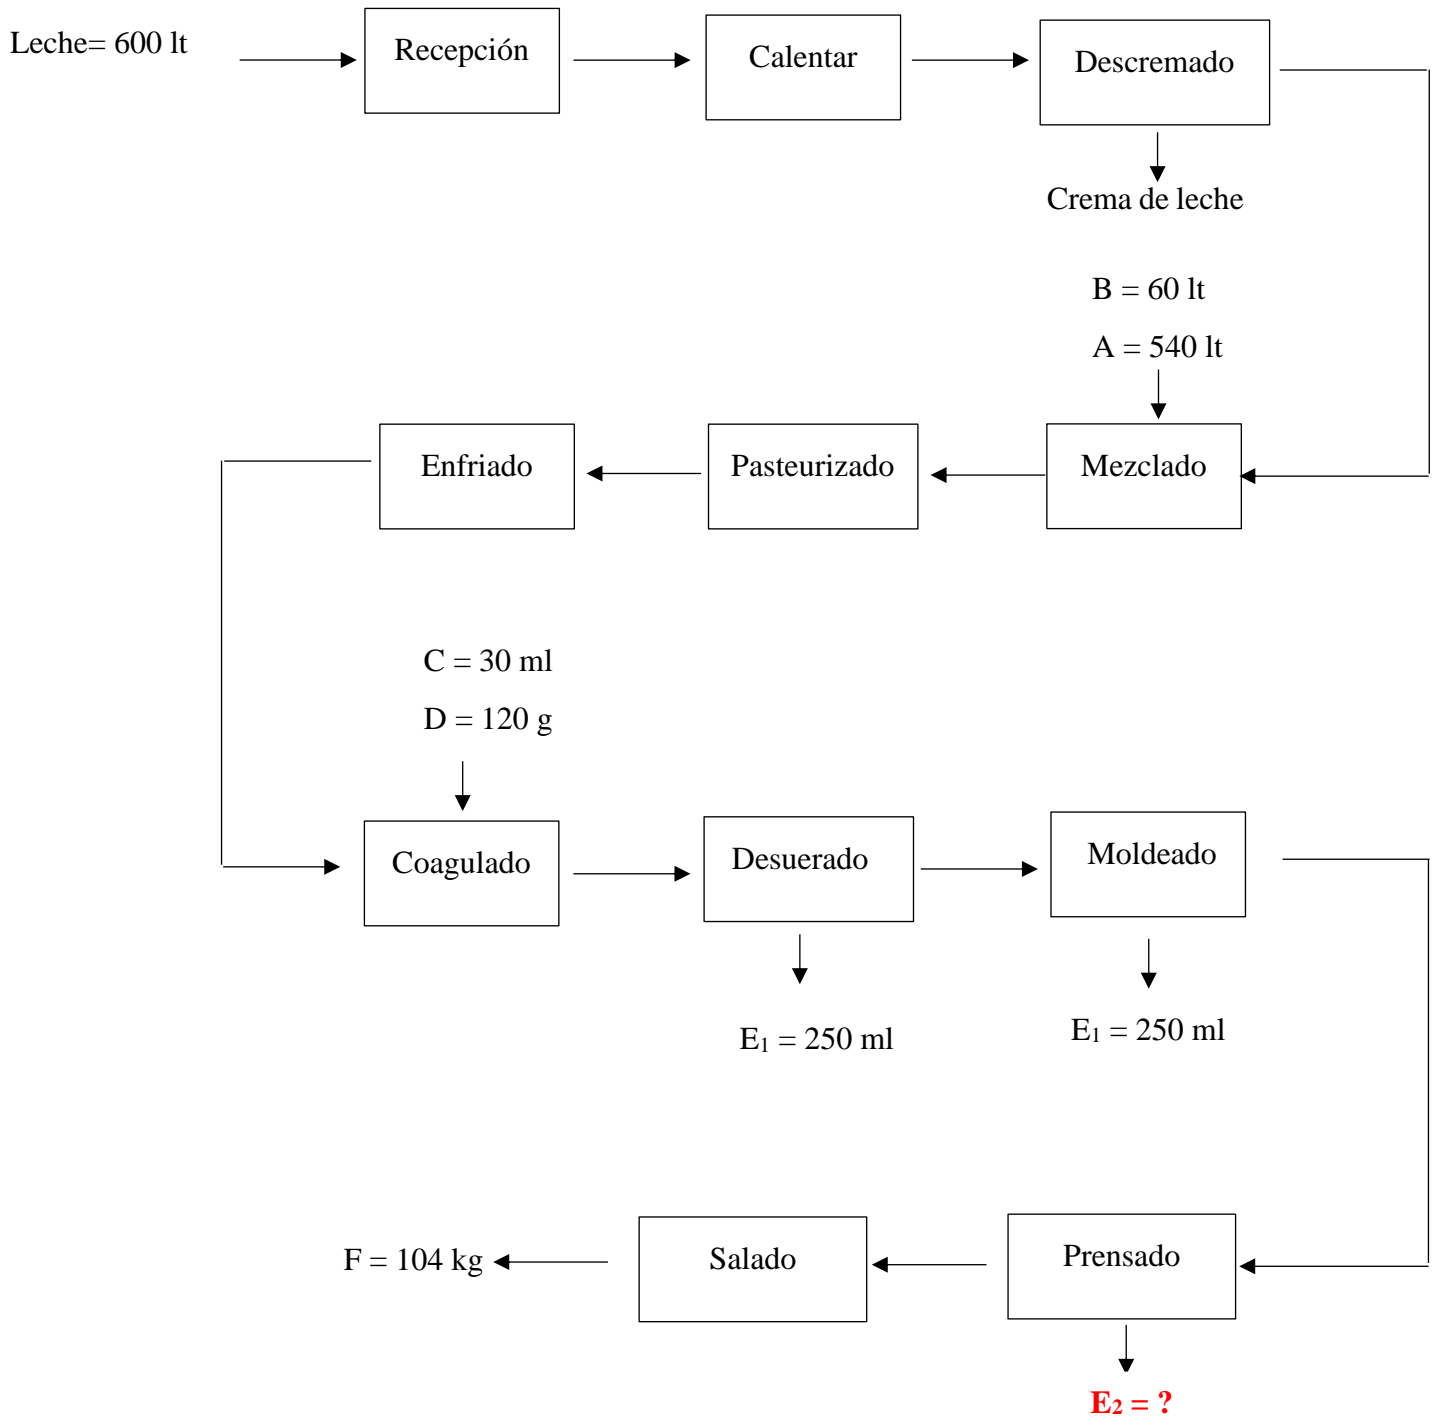 Leche= 600 lt
Recepción
Calentar
Descremado
Crema de leche
B = 60 lt
A = 540 lt
Enfriado
Pasteurizado
Mezclado
C = 30 ml
D = 120 g
Coagulado
Desuerado
Moldeado
E₁ = 250 ml
E₁ = 250 ml
F = 104 kg
Salado
Prensado
E₂ = ?